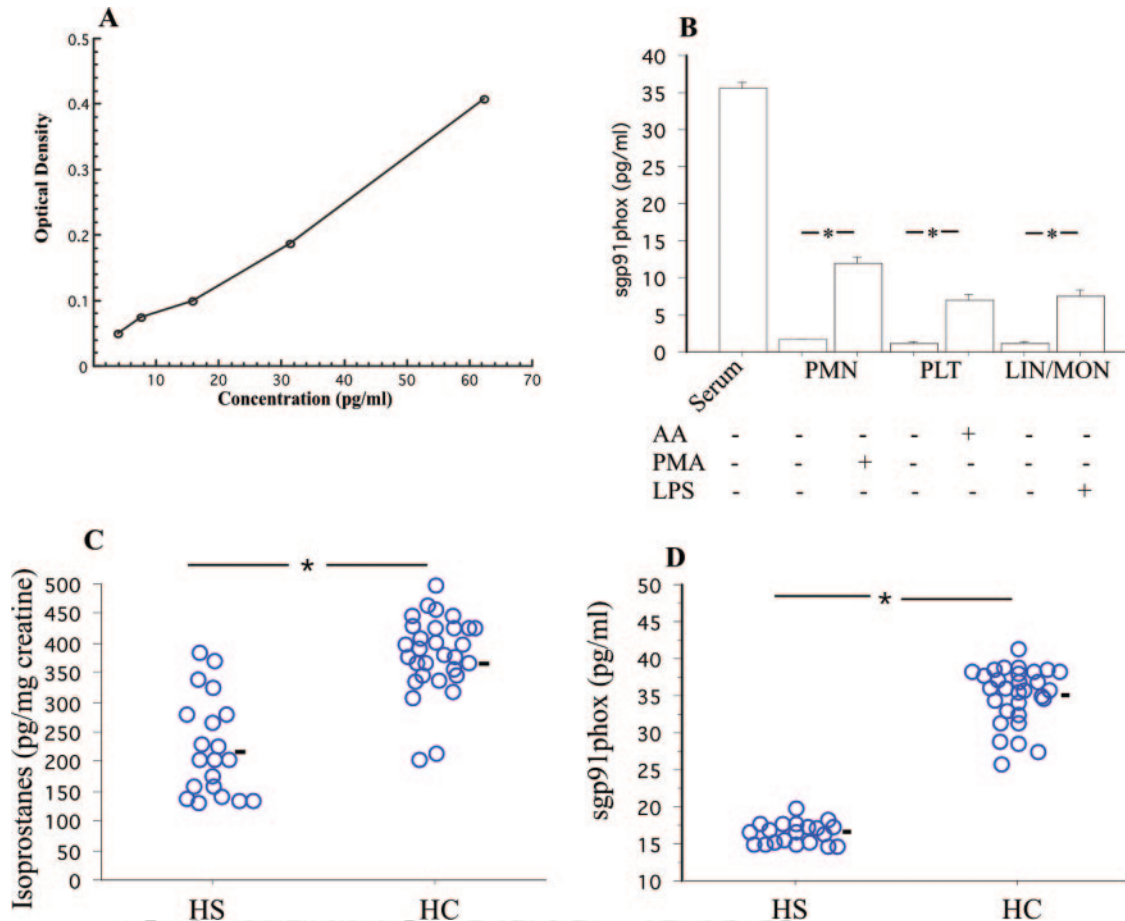 A
0.5
0.4
0.3
0.2
0.1
Optical Density
10 20 30 40 50 60 70
Concentration (pg/ml)
B
40
35
30
25
20
15
10
5
0
sgp91phox (pg/ml)
* * *
Serum PMN PLT LIN/MON
AA - - - - + - -
PMA - - + - - - -
LPS - - - - - - +
C
*
500
450
400
350
300
250
200
150
100
50
0
Isoprostanes (pg/mg creatine)
HS HC
D
*
50
45
40
35
30
25
20
15
10
sgp91phox (pg/ml)
HS HC